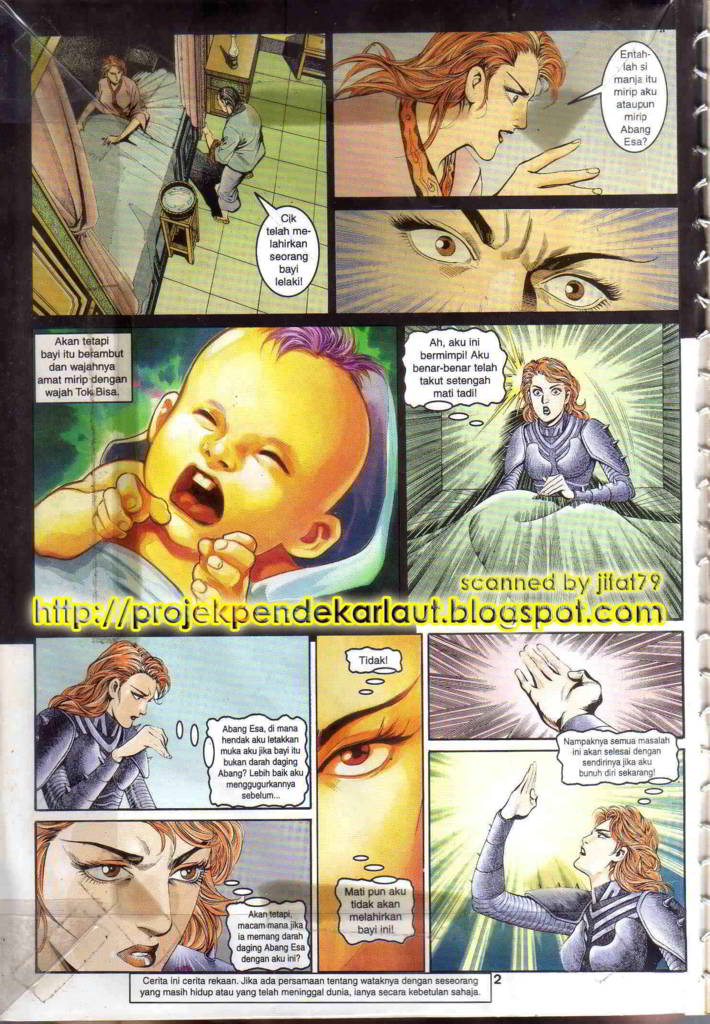 Cik
telah me-
lahirkan
seorang
bayi
lelaki!
Entah-
lah si
manja itu
mirip aku
ataupun
mirip
Abang
Esa?
Akan tetapi
bayi itu berambut
dan wajahnya
amat mirip dengan
wajah Tok Bisa.
Ah, aku ini
bermimpi! Aku
benar-benar telah
takut setengah
mati tadi!
scanned by jifat79
http://projekpendekarlaut.blogspot.com
Abang Esa, di mana
hendak aku letakkan
muka aku jika bayi itu
bukan darah daging
Abang? Lebih baik aku
menggugurkannya
sebelum...
Akan tetapi,
macam mana jika
ia memang darah
daging Abang Esa
dengan aku ini?
Tidak!
Mati pun aku
tidak akan
melahirkan
bayi ini!
Nampaknya semua masalah
ini akan selesai dengan
sendirinya jika aku
bunuh diri sekarang!
Cerita ini cerita rekaan. Jika ada persamaan tentang wataknya dengan seseorang
yang masih hidup atau yang telah meninggal dunia, ianya secara kebetulan sahaja.
2